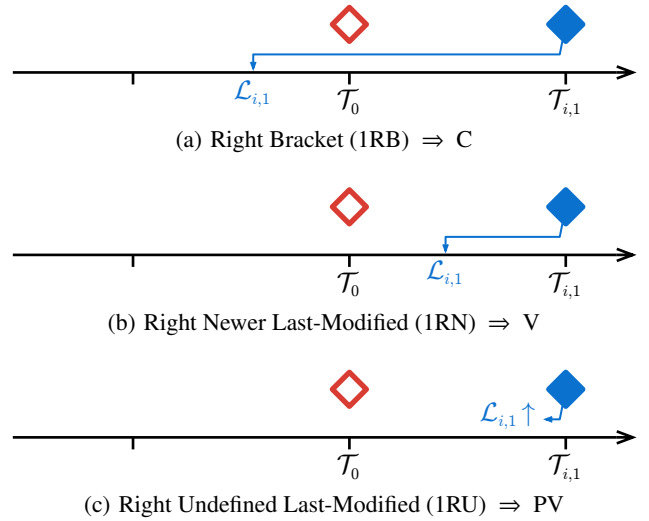 ℒi,1 𝒯0 𝒯i,1
(a) Right Bracket (1RB) ⇒ C
𝒯0 ℒi,1 𝒯i,1
(b) Right Newer Last-Modified (1RN) ⇒ V
ℒi,1 ↑
𝒯0 𝒯i,1
(c) Right Undefined Last-Modified (1RU) ⇒ PV